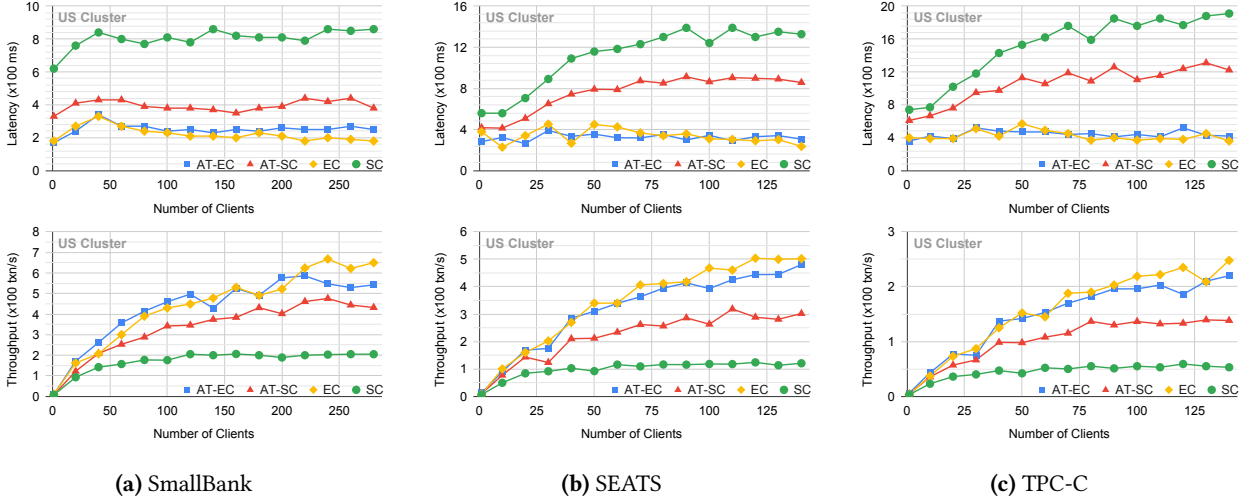 US Cluster
Latency (x100 ms)
10
8
6
4
2
0
AT-EC AT-SC EC SC
0 50 100 150 200 250
Number of Clients
US Cluster
Latency (x100 ms)
16
12
8
4
0
AT-EC AT-SC EC SC
0 25 50 75 100 125
Number of Clients
US Cluster
Latency (x100 ms)
20
16
12
8
4
0
AT-EC AT-SC EC SC
0 25 50 75 100 125
Number of Clients
US Cluster
Throughput (x100 txn/s)
8
7
6
5
4
3
2
1
0
AT-EC AT-SC EC SC
0 50 100 150 200 250
Number of Clients
US Cluster
Throughput (x100 txn/s)
6
5
4
3
2
1
0
AT-EC AT-SC EC SC
0 25 50 75 100 125
Number of Clients
US Cluster
Throughput (x100 txn/s)
3
2
1
0
AT-EC AT-SC EC SC
0 25 50 75 100 125
Number of Clients
(a) SmallBank
(b) SEATS
(c) TPC-C